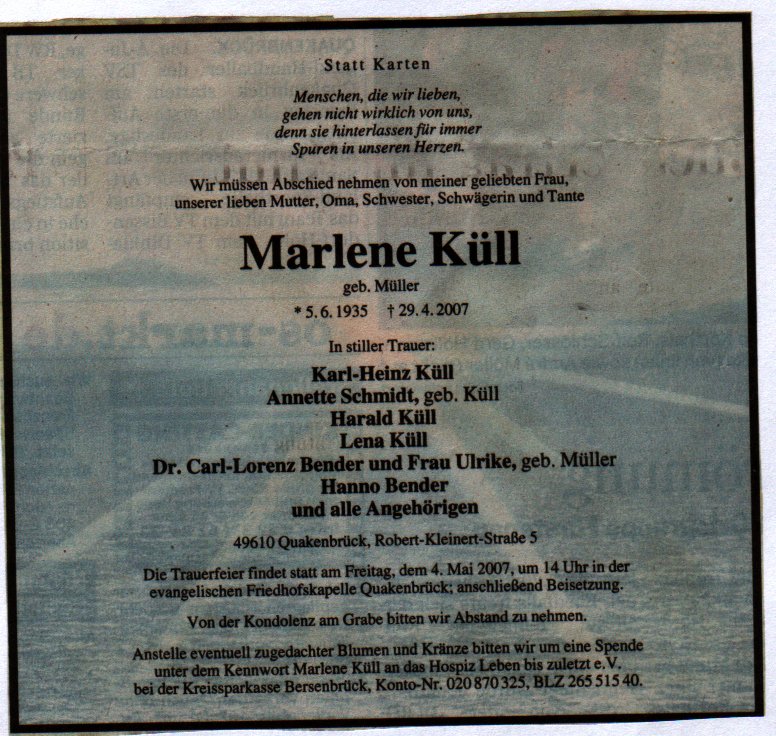 Statt Karten
Menschen, die wir lieben,
gehen nicht wirklich von uns,
denn sie hinterlassen für immer
Spuren in unseren Herzen.
Wir müssen Abschied nehmen von meiner geliebten Frau,
unserer lieben Mutter, Oma, Schwester, Schwägerin und Tante
Marlene Küll
geb. Müller
* 5. 6. 1935 † 29. 4. 2007
In stiller Trauer:
Karl-Heinz Küll
Annette Schmidt, geb. Küll
Harald Küll
Lena Küll
Dr. Carl-Lorenz Bender und Frau Ulrike, geb. Müller
Hanno Bender
und alle Angehörigen
49610 Quakenbrück, Robert-Kleinert-Straße 5
Die Trauerfeier findet statt am Freitag, dem 4. Mai 2007, um 14 Uhr in der
evangelischen Friedhofskapelle Quakenbrück; anschließend Beisetzung.
Von der Kondolenz am Grabe bitten wir Abstand zu nehmen.
Anstelle eventuell zugedachter Blumen und Kränze bitten wir um eine Spende
unter dem Kennwort Marlene Küll an das Hospiz Leben bis zuletzt e.V.
bei der Kreissparkasse Bersenbrück, Konto-Nr. 020 870 325, BLZ 265 515 40.